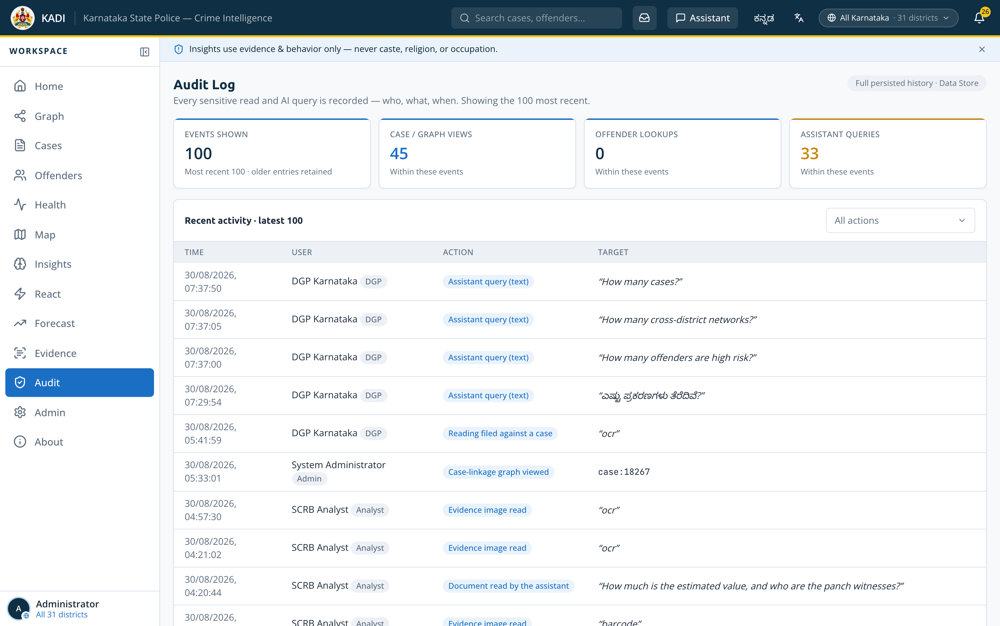 KADI
Karnataka State Police — Crime Intelligence
Search cases, offenders...
Assistant
ಕನ್ನಡ
All Karnataka · 31 districts
26
WORKSPACE
Insights use evidence & behavior only — never caste, religion, or occupation.
Home
Graph
Cases
Offenders
Health
Map
Insights
React
Forecast
Evidence
Audit
Admin
About
A
Administrator
All 31 districts
Audit Log
Full persisted history · Data Store
Every sensitive read and AI query is recorded — who, what, when. Showing the 100 most recent.
EVENTS SHOWN
100
Most recent 100 · older entries retained
CASE / GRAPH VIEWS
45
Within these events
OFFENDER LOOKUPS
0
Within these events
ASSISTANT QUERIES
33
Within these events
Recent activity · latest 100
All actions
TIME USER ACTION TARGET
30/08/2026,
07:37:50
DGP Karnataka DGP
Assistant query (text)
“How many cases?”
30/08/2026,
07:37:05
DGP Karnataka DGP
Assistant query (text)
“How many cross-district networks?”
30/08/2026,
07:37:00
DGP Karnataka DGP
Assistant query (text)
“How many offenders are high risk?”
30/08/2026,
07:29:54
DGP Karnataka DGP
Assistant query (text)
“ಎಷ್ಟು ಪ್ರಕರಣಗಳು ತೆರೆದಿವೆ?”
30/08/2026,
05:41:59
DGP Karnataka DGP
Reading filed against a case
“ocr”
30/08/2026,
05:33:01
System Administrator
Admin
Case-linkage graph viewed
case:18267
30/08/2026,
04:57:30
SCRB Analyst Analyst
Evidence image read
“ocr”
30/08/2026,
04:21:02
SCRB Analyst Analyst
Evidence image read
“ocr”
30/08/2026,
04:20:44
SCRB Analyst Analyst
Document read by the assistant
“How much is the estimated value, and who are the panch witnesses?”
30/08/2026,
SCRB Analyst Analyst
Evidence image read
“barcode”